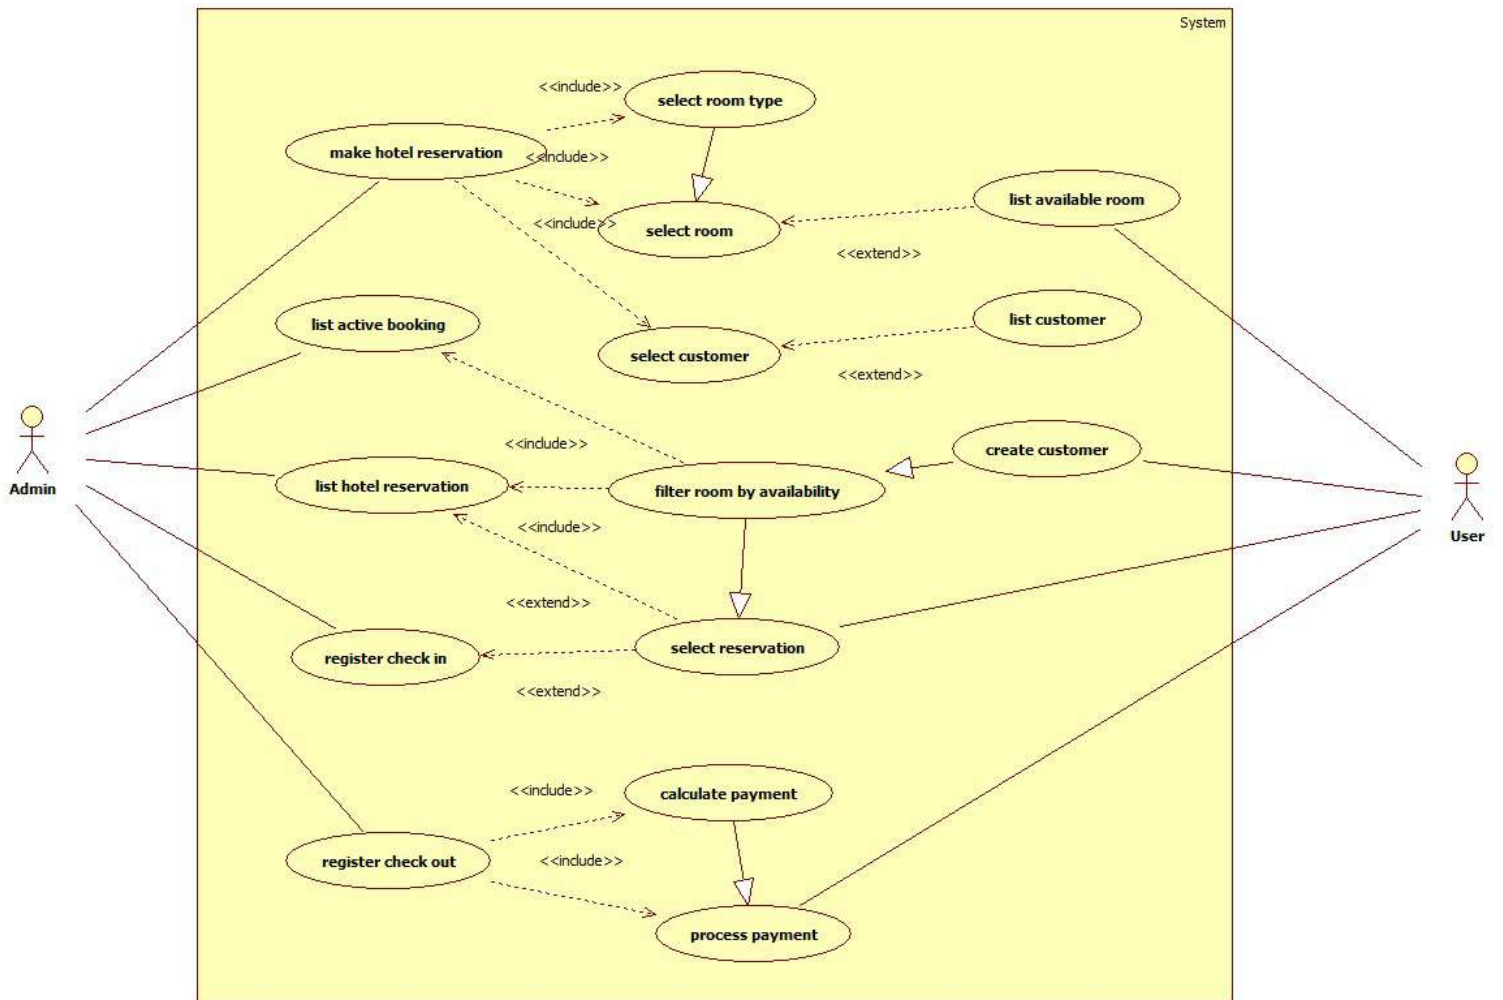 System
<<include>>
select room type
make hotel reservation
<<include>>
list available room
<<include>>
select room
<<extend>>
list active booking
list customer
select customer
<<extend>>
Admin
<<include>>
create customer
list hotel reservation
filter room by availability
User
<<include>>
<<extend>>
select reservation
register check in
<<extend>>
<<include>>
calculate payment
register check out
<<include>>
process payment